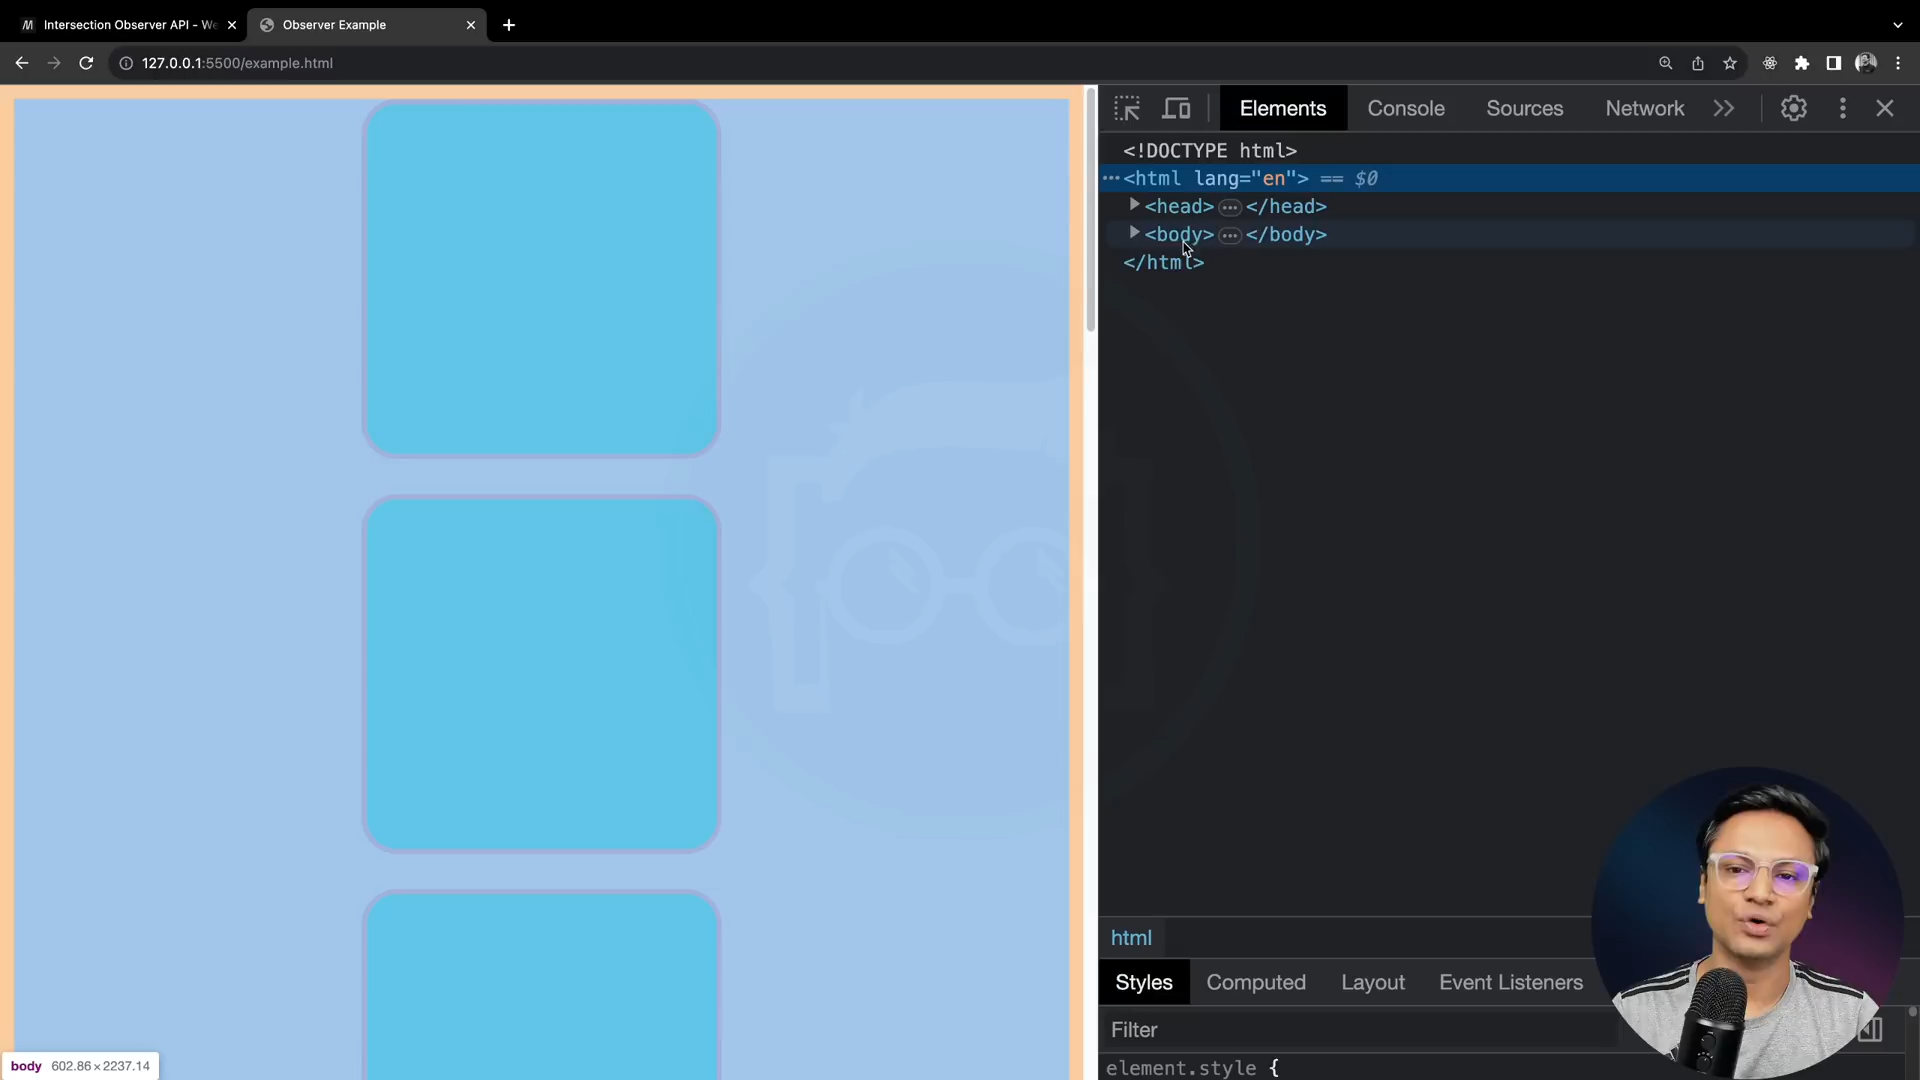 Intersection Observer API - We
Observer Example
127.0.0.1:5500/example.html
Elements
Console
Sources
Network
<!DOCTYPE html>
<html lang="en"> == $0
<head> ... </head>
<body> ... </body>
</html>
html
Styles
Computed
Layout
Event Listeners
Filter
element.style {
body 602.86×2237.14